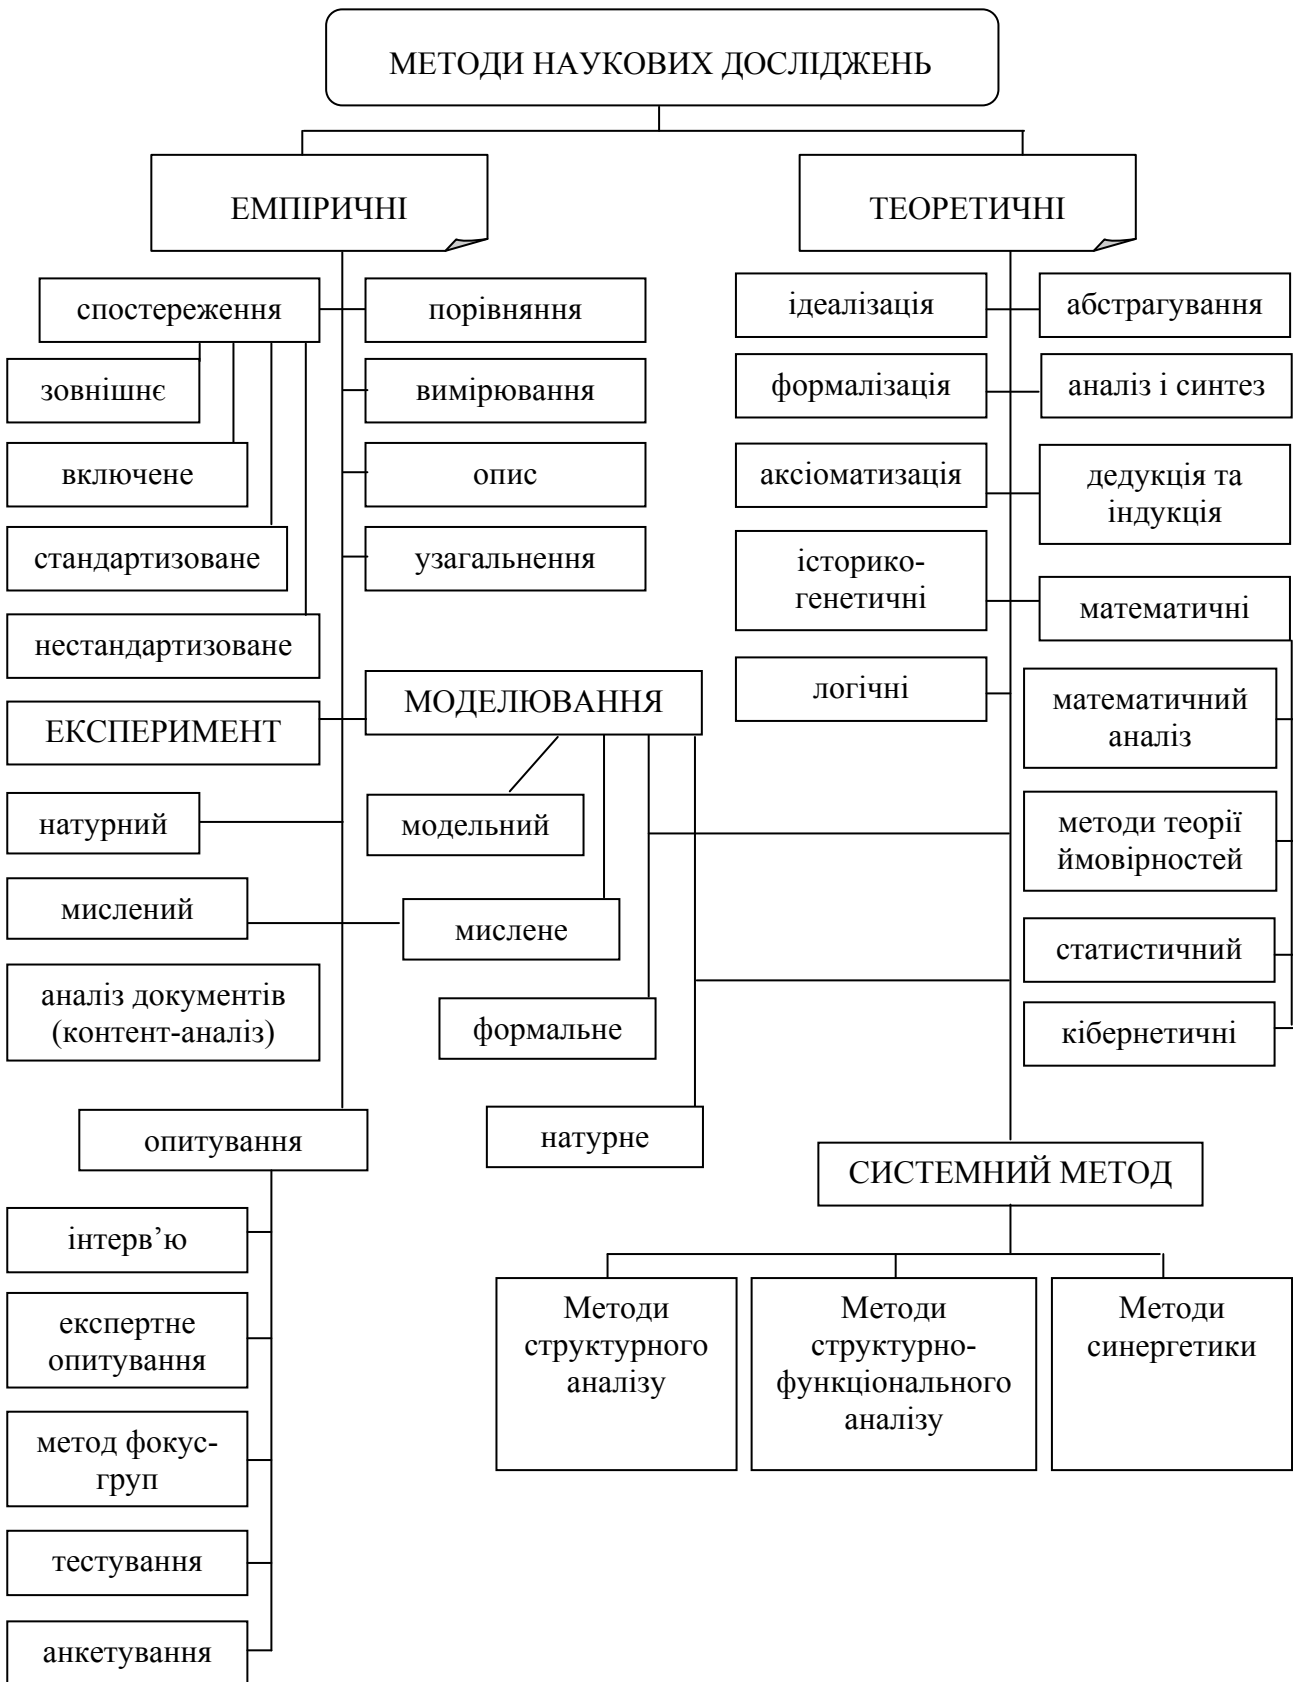 МЕТОДИ НАУКОВИХ ДОСЛІДЖЕНЬ
ЕМПІРИЧНІ
ТЕОРЕТИЧНІ
спостереження
порівняння
ідеалізація
абстрагування
зовнішнє
вимірювання
формалізація
аналіз і синтез
включене
опис
аксіоматизація
дедукція та
індукція
стандартизоване
узагальнення
історико-
генетичні
математичні
нестандартизоване
МОДЕЛЮВАННЯ
логічні
математичний
аналіз
ЕКСПЕРИМЕНТ
натурний
модельний
методи теорії
ймовірностей
мислений
мислене
статистичний
аналіз документів
(контент-аналіз)
формальне
кібернетичні
опитування
натурне
СИСТЕМНИЙ МЕТОД
інтерв’ю
експертне
опитування
метод фокус-
груп
тестування
анкетування
Методи
структурного
аналізу
Методи
структурно-
функціонального
аналізу
Методи
синергетики